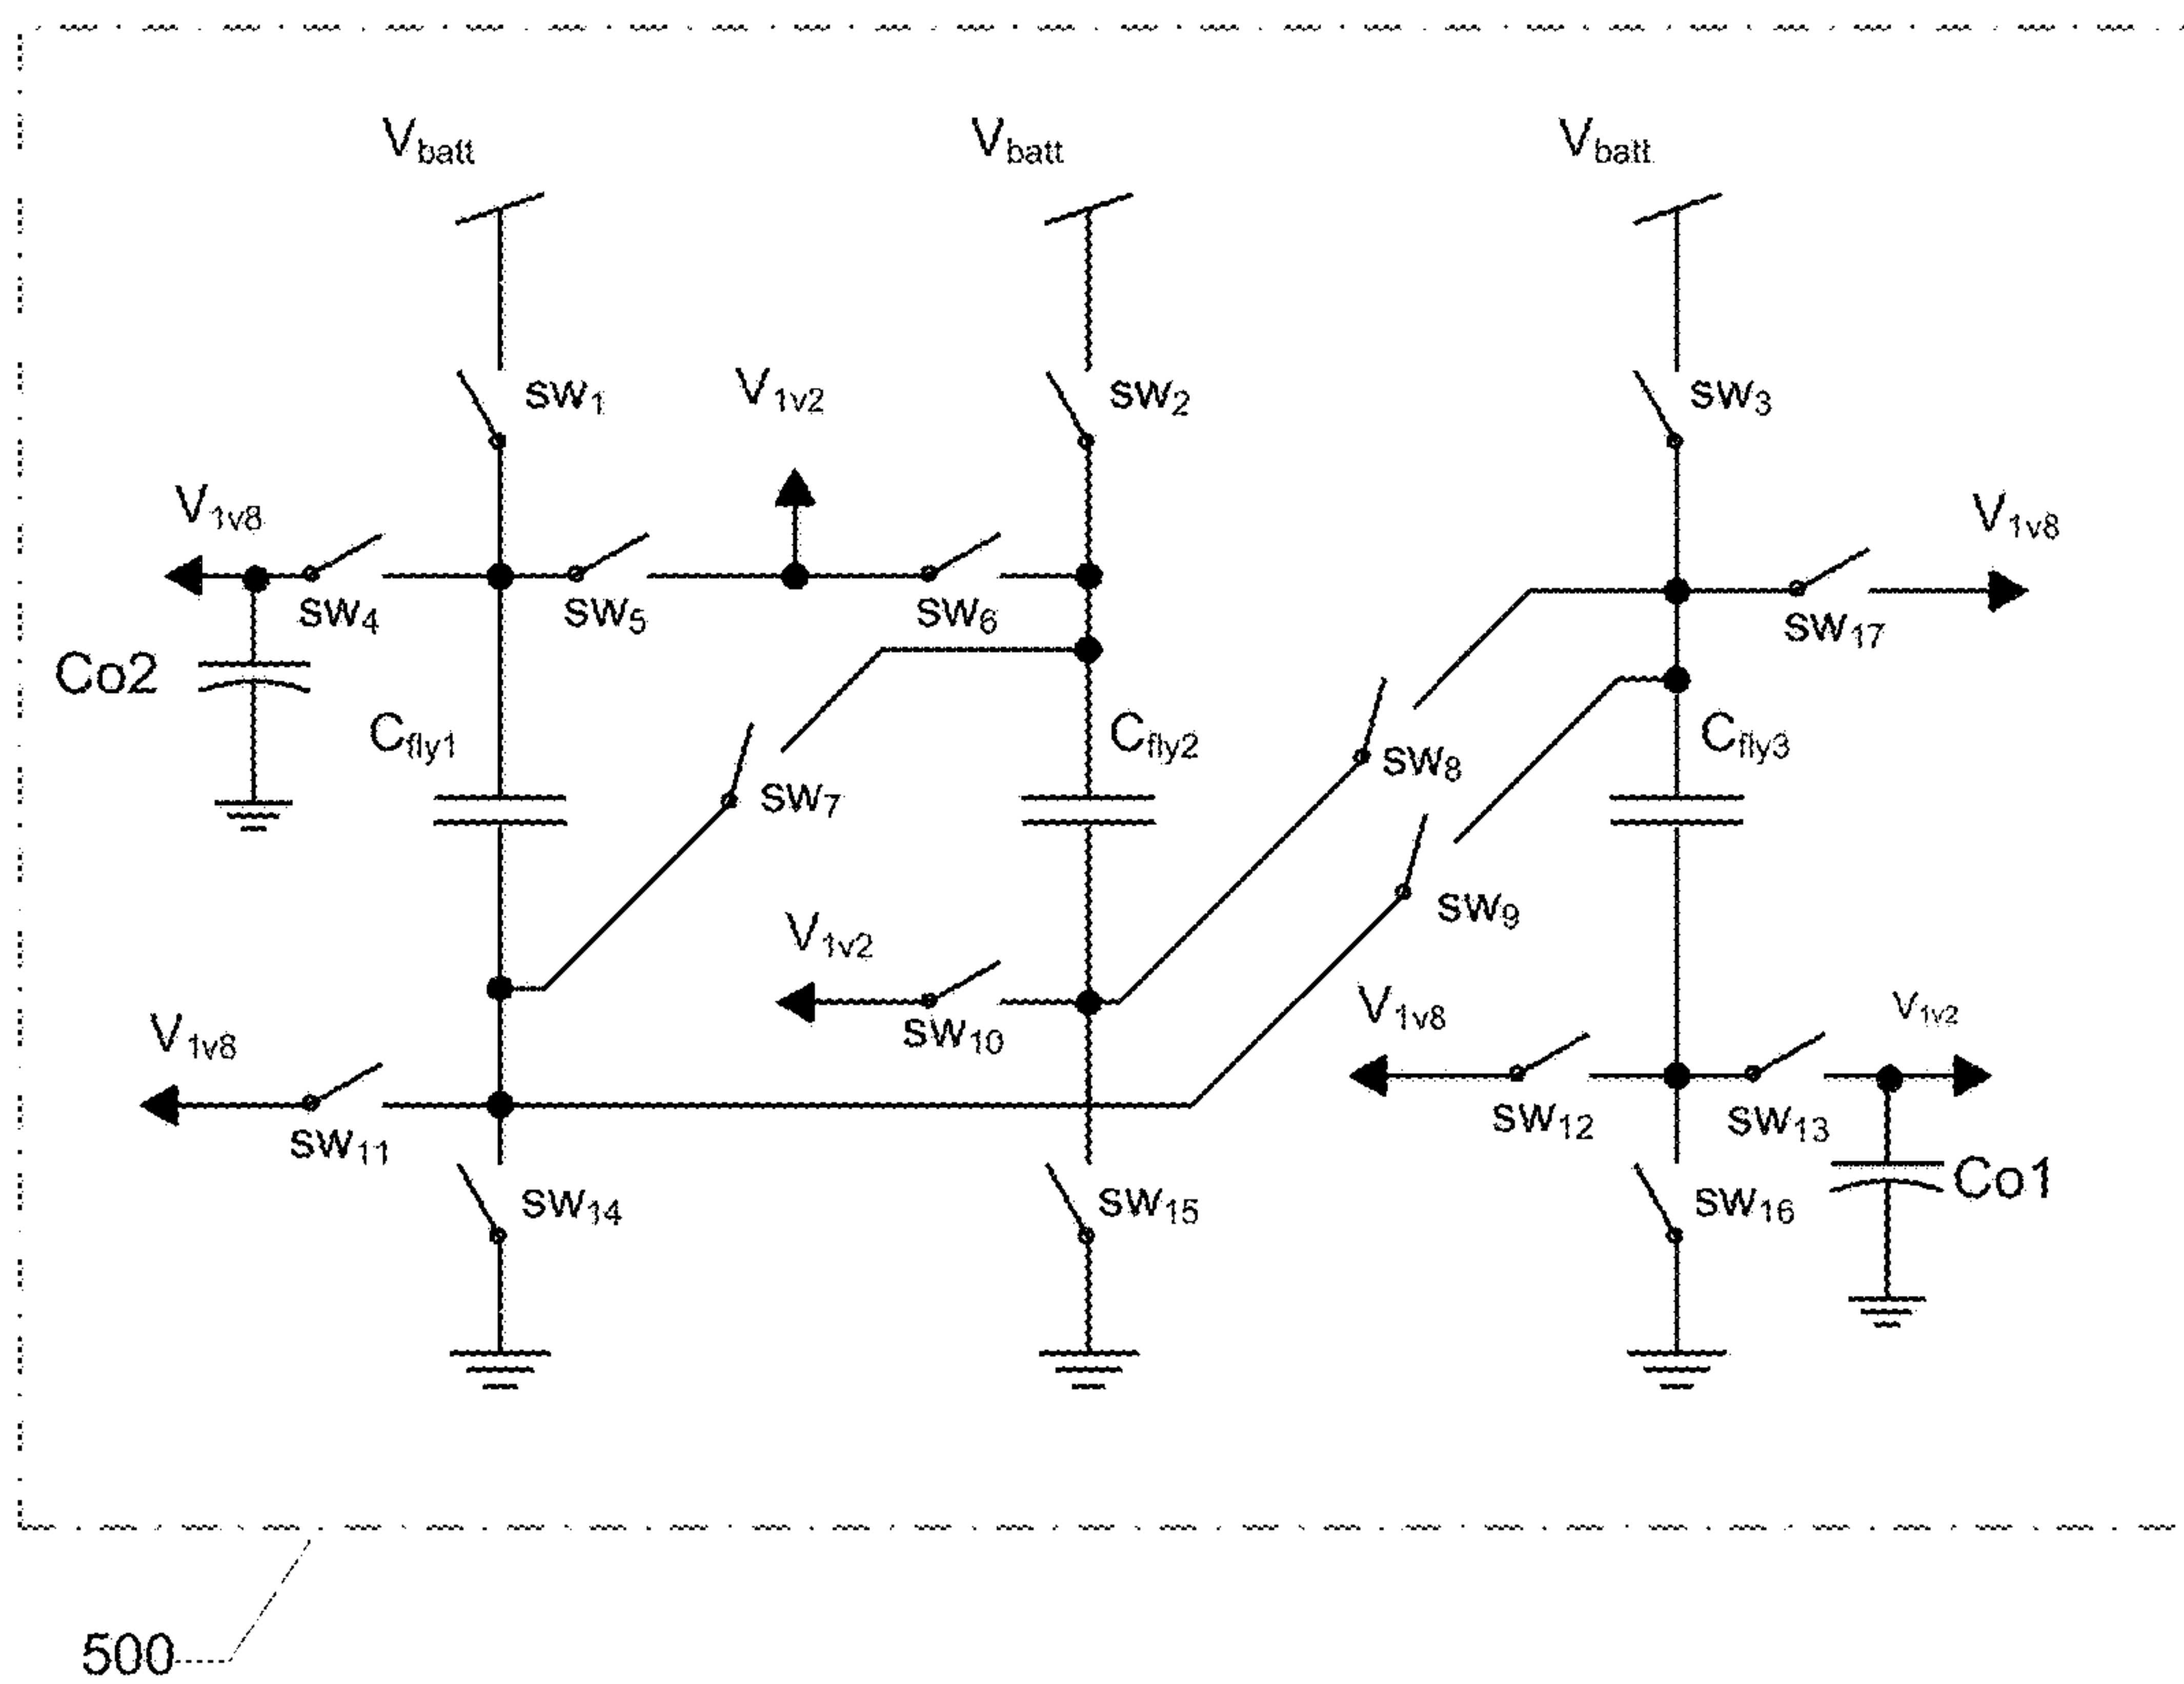 Vbatt Vbatt Vbatt
SW1 V1v2 SW2 SW3
V1v8 V1v8
SW4 SW5 SW6 SW17
Co2
Cfly1 Cfly2 Cfly3
SW7 SW8
SW9
V1v2
V1v8 SW10 V1v8 V1v2
SW11 SW12 SW13
SW14 SW15 SW16 Co1
500